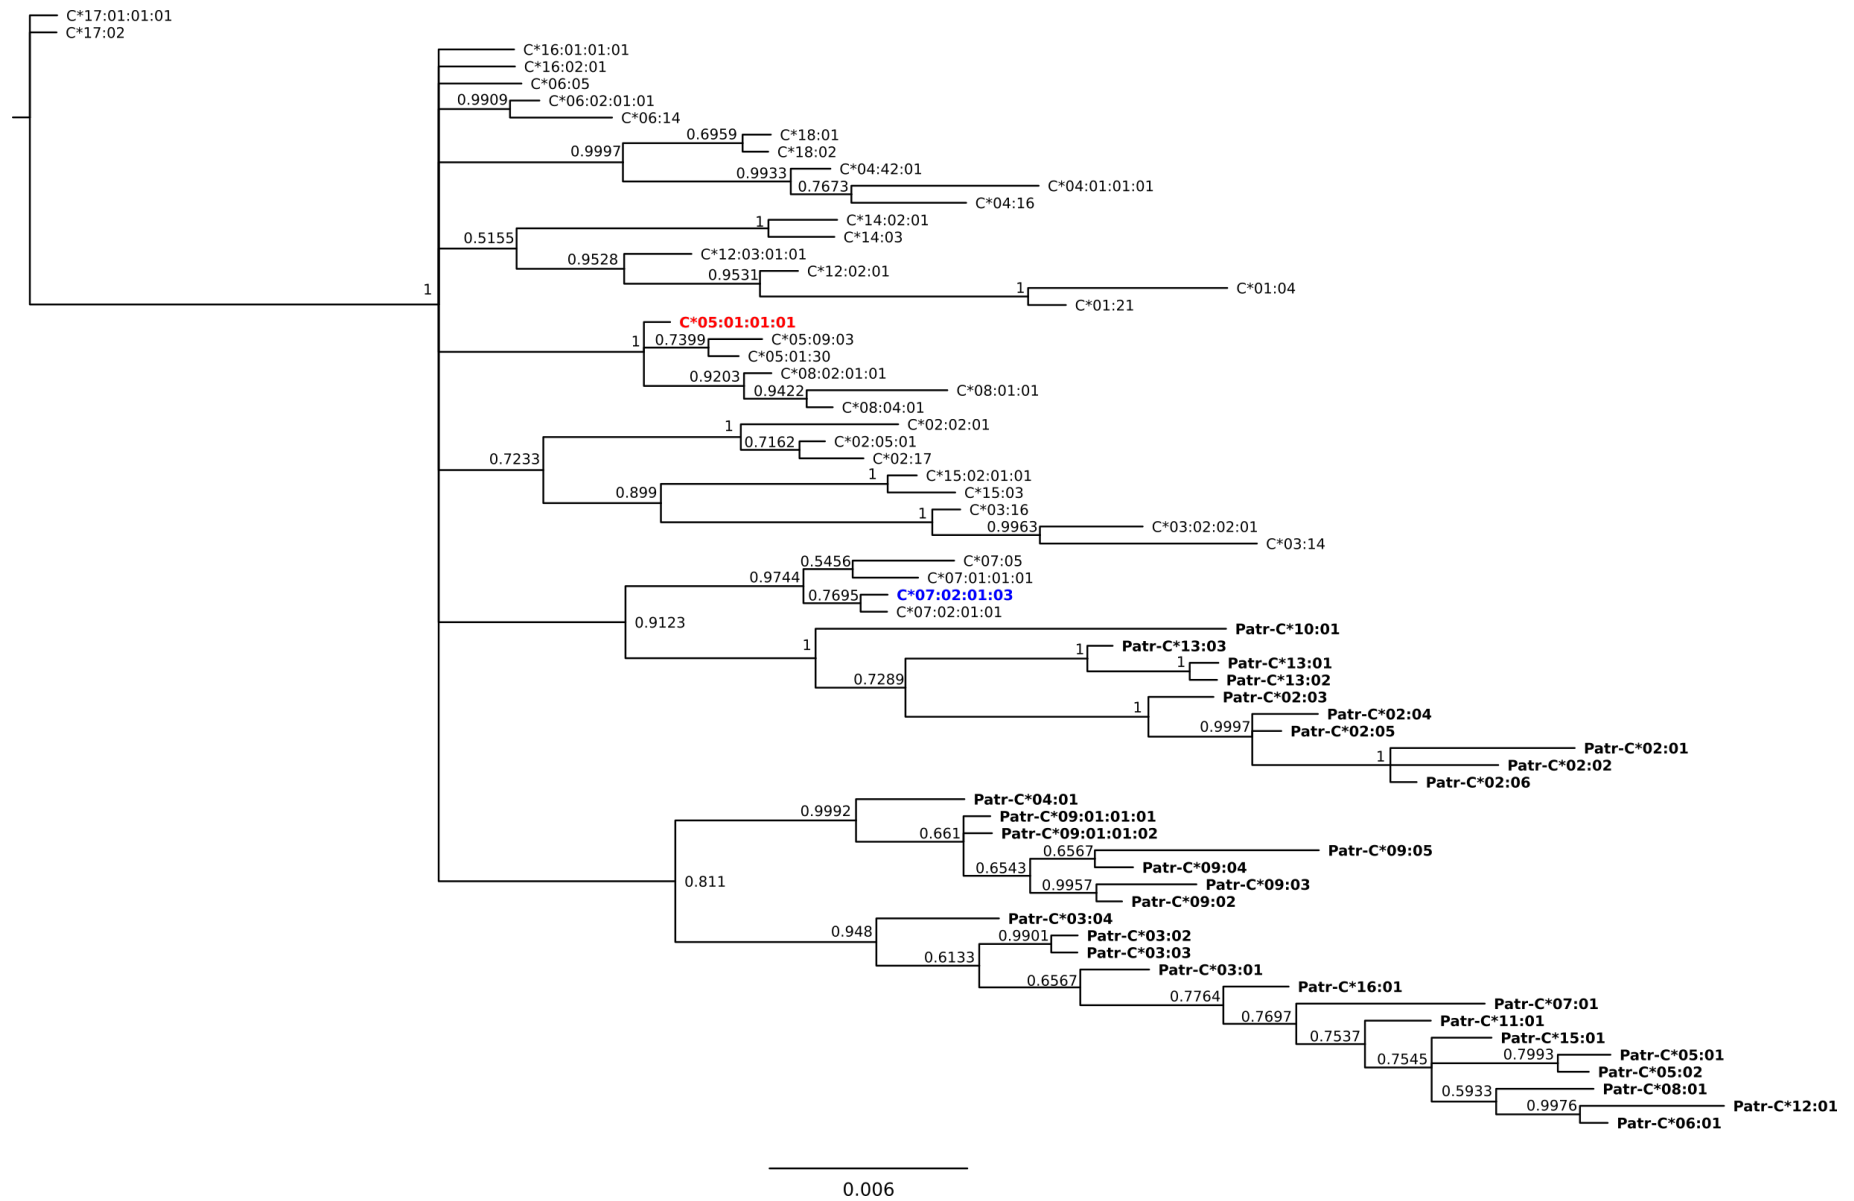 C*17:01:01:01
C*17:02
C*16:01:01:01
C*16:02:01
C*06:05
0.9909
C*06:02:01:01
C*06:14
0.6959
C*18:01
0.9997
C*18:02
0.9933
C*04:42:01
0.7673
C*04:01:01:01
C*04:16
1
C*14:02:01
0.5155
C*14:03
0.9528
C*12:03:01:01
0.9531
C*12:02:01
1
1
C*01:04
C*01:21
C*05:01:01:01
1
0.7399
C*05:09:03
C*05:01:30
0.9203
C*08:02:01:01
0.9422
C*08:01:01
C*08:04:01
1
C*02:02:01
0.7162
C*02:05:01
0.7233
C*02:17
1
C*15:02:01:01
0.899
C*15:03
1
C*03:16
0.9963
C*03:02:02:01
C*03:14
0.5456
C*07:05
0.9744
C*07:01:01:01
0.7695
C*07:02:01:03
C*07:02:01:01
0.9123
Patr-C*10:01
1
1
Patr-C*13:03
1
Patr-C*13:01
0.7289
Patr-C*13:02
1
Patr-C*02:03
0.9997
Patr-C*02:04
Patr-C*02:05
1
Patr-C*02:01
Patr-C*02:02
Patr-C*02:06
0.9992
Patr-C*04:01
Patr-C*09:01:01:01
0.661
Patr-C*09:01:01:02
0.6567
Patr-C*09:05
0.6543
Patr-C*09:04
0.811
0.9957
Patr-C*09:03
Patr-C*09:02
0.948
Patr-C*03:04
0.9901
Patr-C*03:02
0.6133
Patr-C*03:03
0.6567
Patr-C*03:01
0.7764
Patr-C*16:01
0.7697
Patr-C*07:01
0.7537
Patr-C*11:01
Patr-C*15:01
0.7545
0.7993
Patr-C*05:01
Patr-C*05:02
0.5933
Patr-C*08:01
0.9976
Patr-C*12:01
Patr-C*06:01
0.006